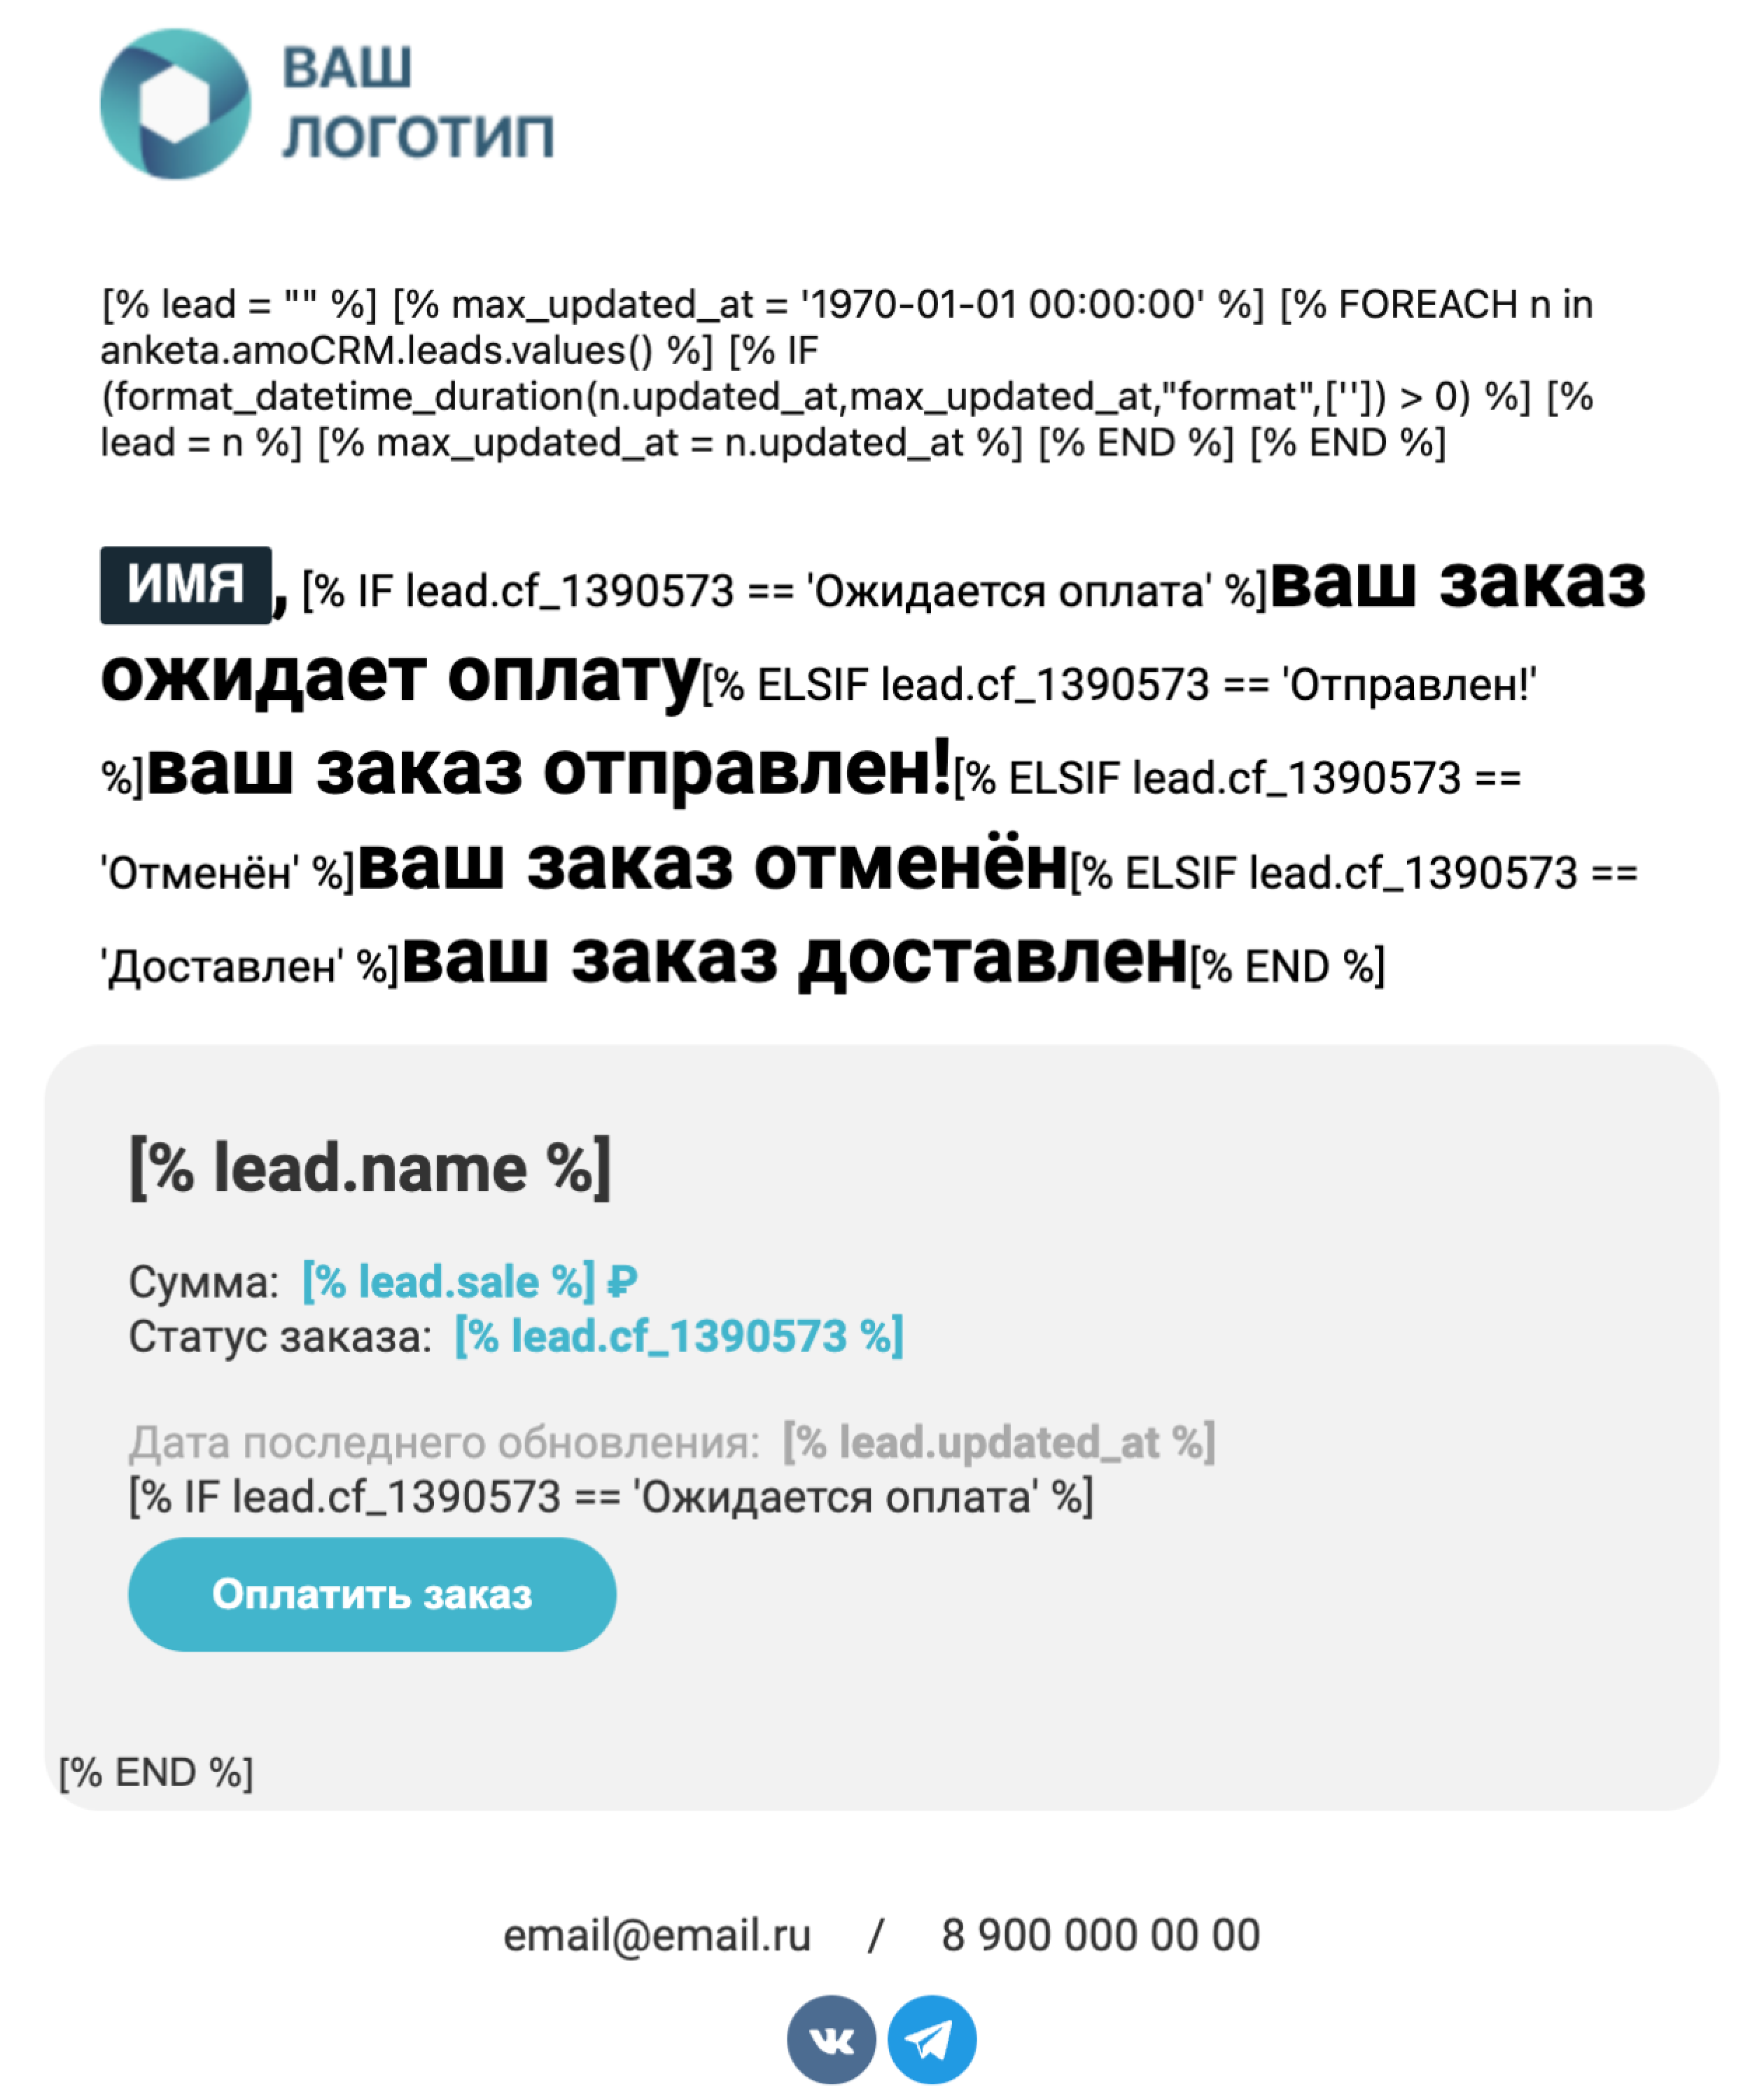 ВАШ
ЛОГОТИП
[% lead = "" %] [% max_updated_at = '1970-01-01 00:00:00' %] [% FOREACH n in
anketa.amoCRM.leads.values() %] [% IF
(format_datetime_duration(n.updated_at,max_updated_at,"format",['']) > 0) %] [%
lead = n %] [% max_updated_at = n.updated_at %] [% END %] [% END %]
ИМЯ, [% IF lead.cf_1390573 == 'Ожидается оплата' %]ваш заказ
ожидает оплату[% ELSIF lead.cf_1390573 == 'Отправлен!'
%]ваш заказ отправлен![% ELSIF lead.cf_1390573 ==
'Отменён' %]ваш заказ отменён[% ELSIF lead.cf_1390573 ==
'Доставлен' %]ваш заказ доставлен[% END %]
[% lead.name %]
Сумма: [% lead.sale %] ₽
Статус заказа: [% lead.cf_1390573 %]
Дата последнего обновления: [% lead.updated_at %]
[% IF lead.cf_1390573 == 'Ожидается оплата' %]
Оплатить заказ
[% END %]
email@email.ru / 8 900 000 00 00